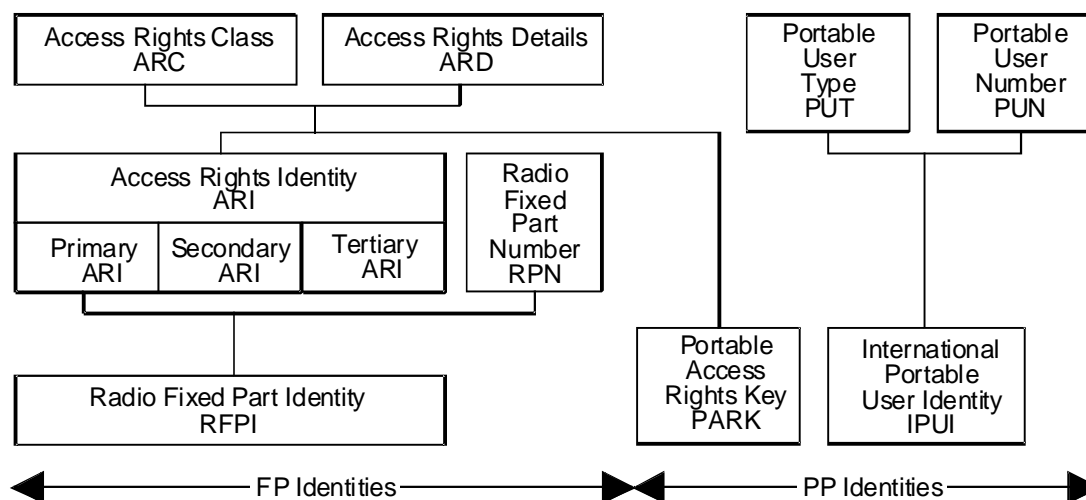 Access Rights Class
ARC
Access Rights Details
ARD
Portable
User
Type
PUT
Portable
User
Number
PUN
Access Rights Identity
ARI
Primary
ARI
Secondary
ARI
Tertiary
ARI
Radio
Fixed
Part
Number
RPN
Radio Fixed Part Identity
RFPI
Portable
Access
Rights Key
PARK
International
Portable
User Identity
IPUI
FP Identities
PP Identities